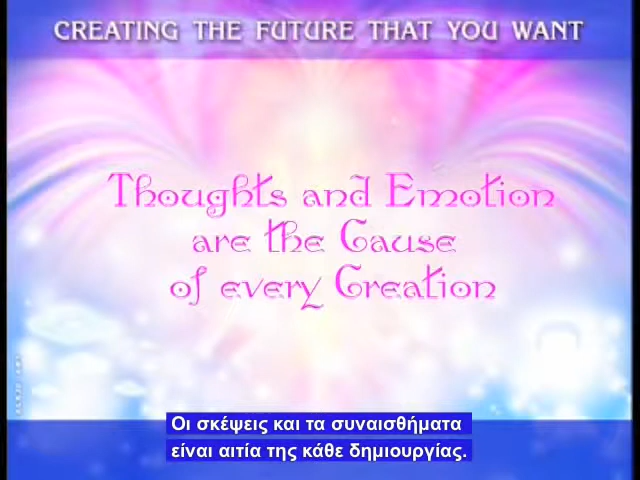 CREATING THE FUTURE THAT YOU WANT
Thoughts and Emotion
are the Cause
of every Creation
Οι σκέψεις και τα συναισθήματα
είναι αιτία της κάθε δημιουργίας.